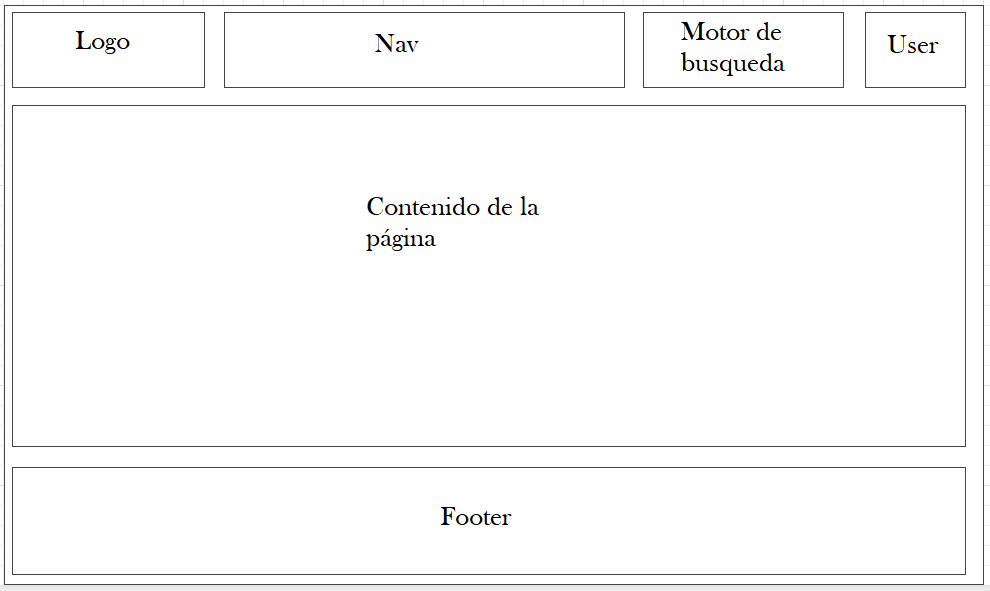 Logo
Nav
Motor de
busqueda
User
Contenido de la
página
Footer